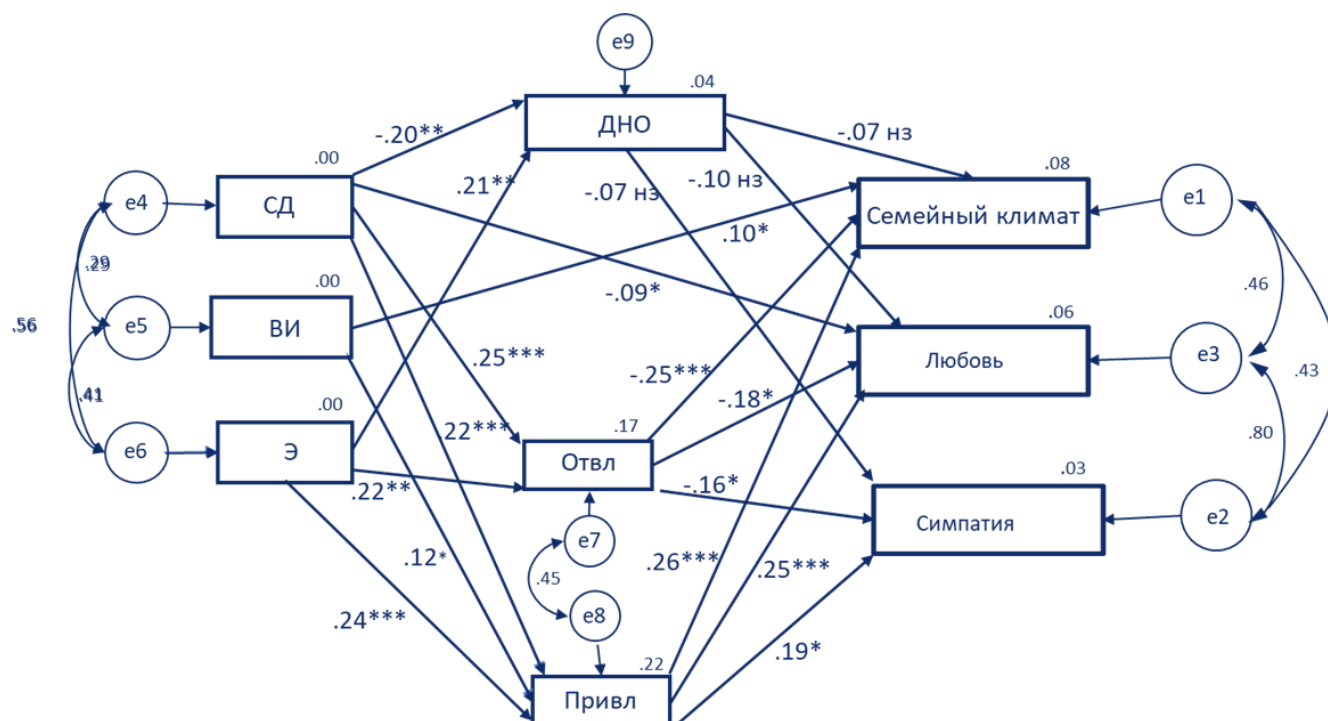 e9
.04
ДНО
-.20**
-.07 нз
.00
.08
.21**
-.10 нз
-.07 нз
e4
СД
Семейный климат
e1
.10*
.29
.00
-.09*
.46
.06
.56
e5
ВИ
Любовь
e3
.25***
-.25***
.43
-.18*
.41
.00
.17
22***
.80
e6
Э
Отвл
.03
.22**
-.16*
Симпатия
e2
e7
.12*
.26***
.25***
.45
e8
.24***
.19*
.22
Привл